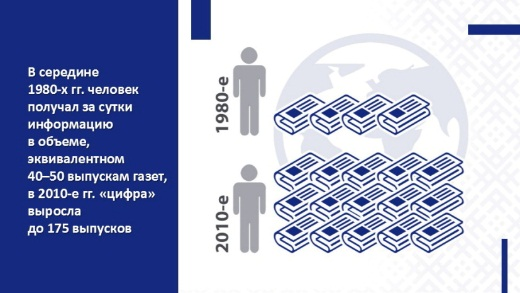 В середине
1980-х гг. человек
получал за сутки
информацию
в объеме,
эквивалентном
40–50 выпускам газет,
в 2010-е гг. «цифра»
выросла
до 175 выпусков
1980-е
2010-е